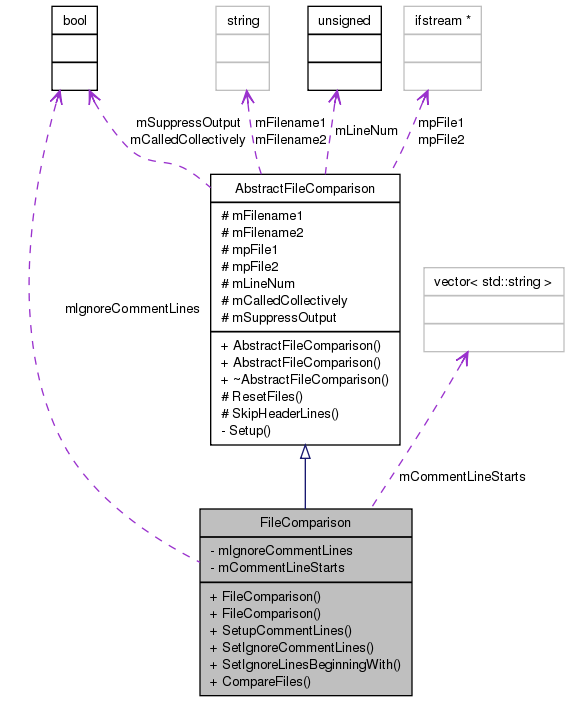 bool
string
unsigned
ifstream *
mSuppressOutput
mCalledCollectively
mFilename1
mFilename2
mLineNum
mpFile1
mpFile2
AbstractFileComparison
# mFilename1
# mFilename2
# mpFile1
# mpFile2
# mLineNum
# mCalledCollectively
# mSuppressOutput
+ AbstractFileComparison()
+ AbstractFileComparison()
+ ~AbstractFileComparison()
# ResetFiles()
# SkipHeaderLines()
- Setup()
vector< std::string >
mIgnoreCommentLines
mCommentLineStarts
FileComparison
- mIgnoreCommentLines
- mCommentLineStarts
+ FileComparison()
+ FileComparison()
+ SetupCommentLines()
+ SetIgnoreCommentLines()
+ SetIgnoreLinesBeginningWith()
+ CompareFiles()